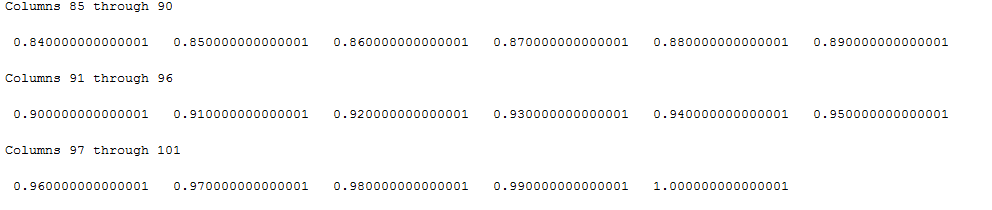 Columns 85 through 90
0.840000000000001 0.850000000000001 0.860000000000001 0.870000000000001 0.880000000000001 0.890000000000001
Columns 91 through 96
0.900000000000001 0.910000000000001 0.920000000000001 0.930000000000001 0.940000000000001 0.950000000000001
Columns 97 through 101
0.960000000000001 0.970000000000001 0.980000000000001 0.990000000000001 1.000000000000001